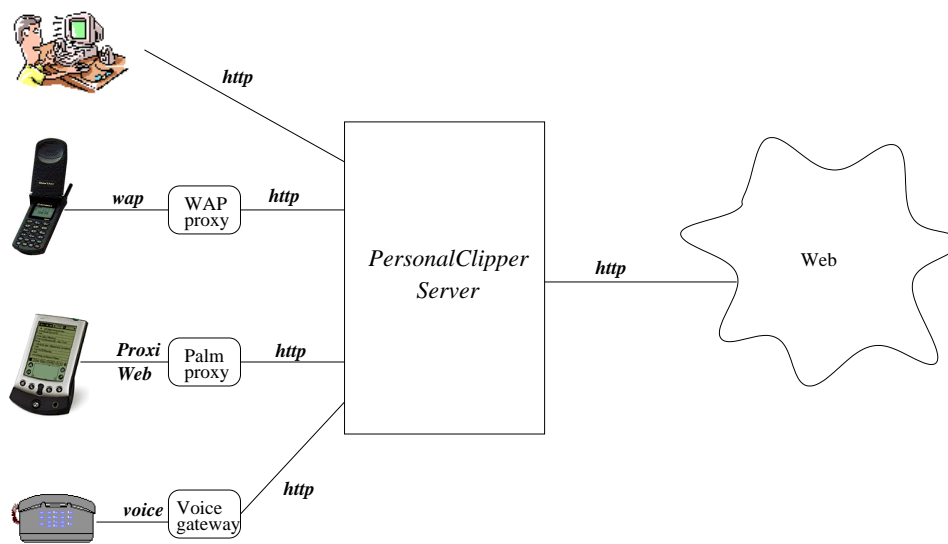 http
wap
WAP
proxy
http
PersonalClipper
Server
http
Web
Proxi
Web
Palm
proxy
http
voice
Voice
gateway
http